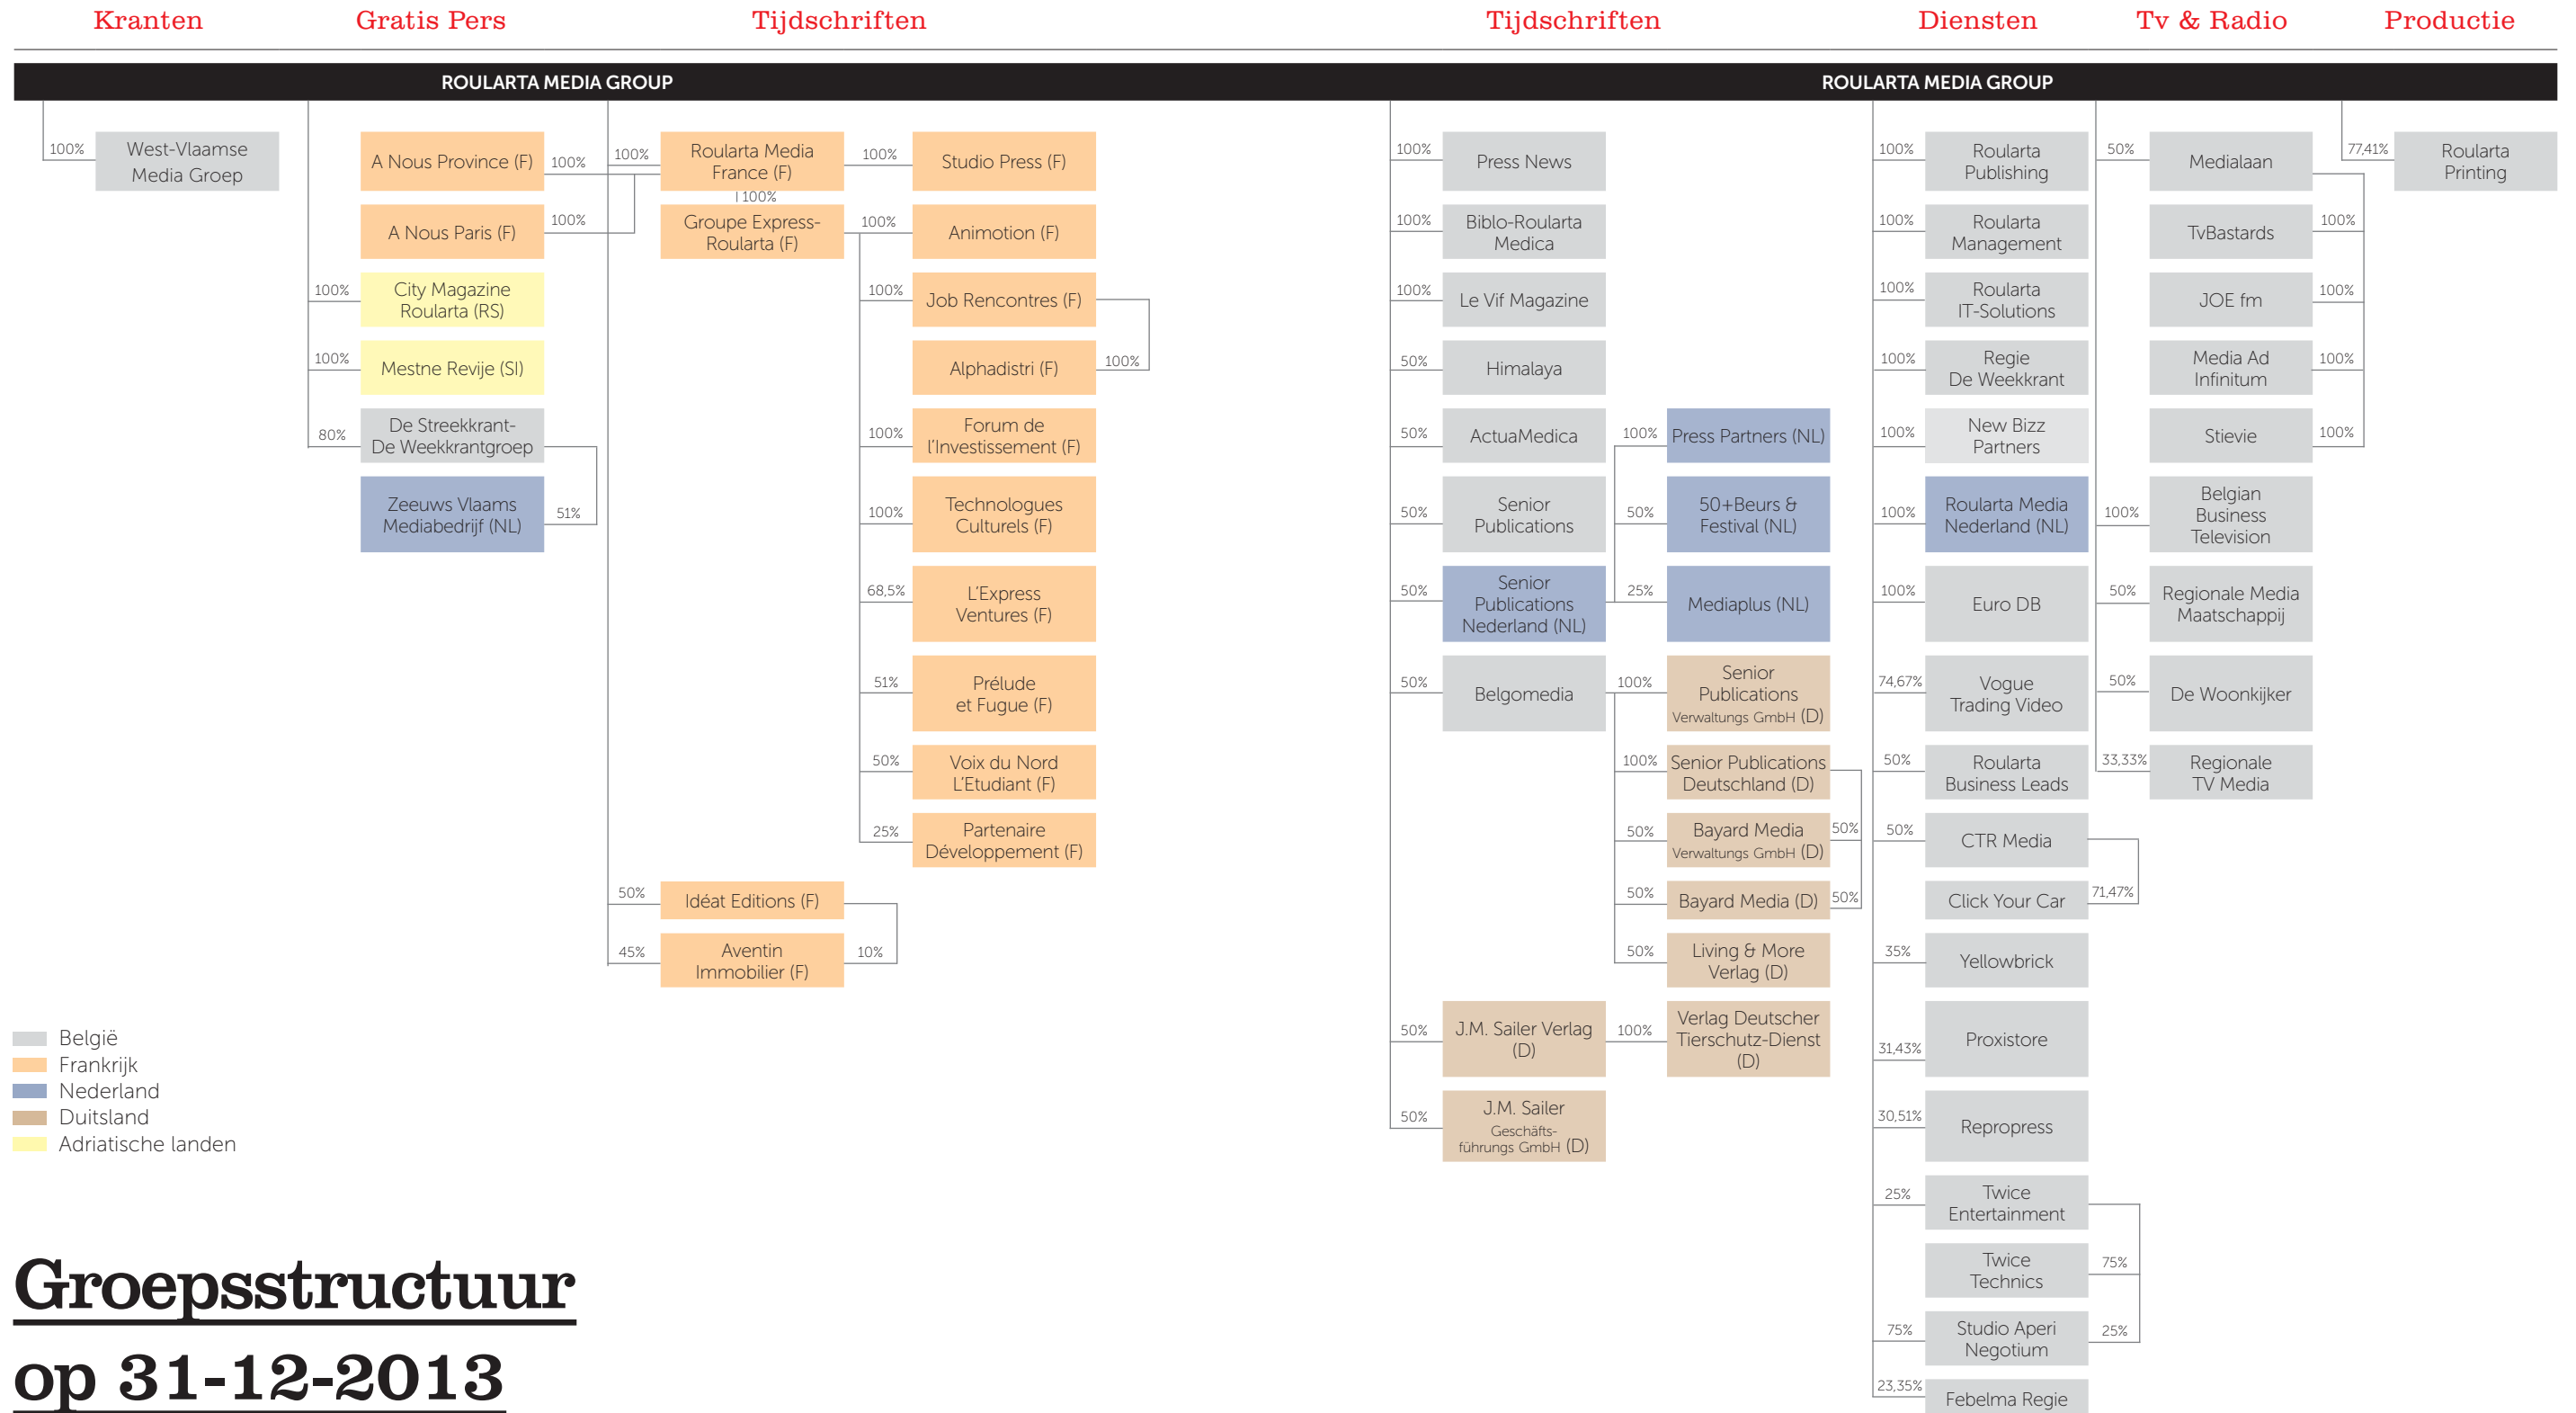 Kranten
Gratis Pers
Tijdschriften
Tijdschriften
Diensten
Tv & Radio
Productie
ROULARTA MEDIA GROUP
ROULARTA MEDIA GROUP
100%
West-Vlaamse
Media Groep
A Nous Province (F)
100%
A Nous Paris (F)
100%
100%
City Magazine
Roularta (RS)
100%
Mestne Revije (SI)
80%
De Streekkrant-
De Weekkrantgroep
Zeeuws Vlaams
Mediabedrijf (NL)
51%
100%
Roularta Media
France (F)
100%
Groupe Express-
Roularta (F)
100%
Studio Press (F)
100%
Animotion (F)
100%
Job Rencontres (F)
Alphadistri (F)
100%
100%
Forum de
l'Investissement (F)
100%
Technologues
Culturels (F)
68,5%
L'Express
Ventures (F)
51%
Prélude
et Fugue (F)
50%
Voix du Nord
L'Etudiant (F)
25%
Partenaire
Développement (F)
50%
Idéat Editions (F)
45%
Aventin
Immobilier (F)
10%
100%
Press News
100%
Biblo-Roularta
Medica
100%
Le Vif Magazine
50%
Himalaya
50%
ActuaMedica
50%
Senior
Publications
50%
Senior
Publications
Nederland (NL)
100%
Press Partners (NL)
50%
50+Beurs &
Festival (NL)
25%
Mediaplus (NL)
50%
Belgomedia
100%
Senior
Publications
Verwaltungs GmbH (D)
100%
Senior Publications
Deutschland (D)
50%
Bayard Media
Verwaltungs GmbH (D)
50%
50%
Bayard Media (D)
50%
50%
Living & More
Verlag (D)
50%
J.M. Sailer Verlag
(D)
100%
Verlag Deutscher
Tierschutz-Dienst
(D)
50%
J.M. Sailer
Geschäfts-
führungs GmbH (D)
100%
Roularta
Publishing
100%
Roularta
Management
100%
Roularta
IT-Solutions
100%
Regie
De Weekkrant
100%
New Bizz
Partners
100%
Roularta Media
Nederland (NL)
100%
Euro DB
74,67%
Vogue
Trading Video
50%
Roularta
Business Leads
50%
CTR Media
Click Your Car
71,47%
35%
Yellowbrick
31,43%
Proxistore
30,51%
Repropress
25%
Twice
Entertainment
Twice
Technics
75%
75%
Studio Aperi
Negotium
25%
23,35%
Febelma Regie
50%
Medialaan
TvBastards
100%
JOE fm
100%
Media Ad
Infinitum
100%
Stievie
100%
100%
Belgian
Business
Television
50%
Regionale Media
Maatschappij
50%
De Woonkijker
33,33%
Regionale
TV Media
77,41%
Roularta
Printing
België
Frankrijk
Nederland
Duitsland
Adriatische landen
Groepsstructuur
op 31-12-2013